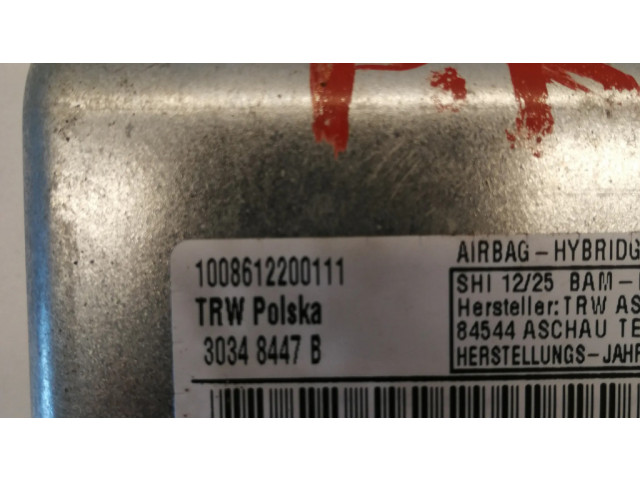 1008612200111
TRW Polska
3034 8447 B
AIRBAG-HYBRIDG
SHI 12/25 BAM-
Hersteller: TRW AS
84544 ASCHAU TE
HERSTELLUNGS-JAHR